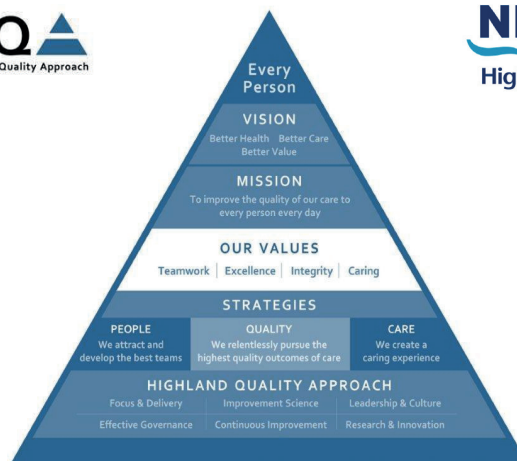 QA
Quality Approach
Every
Person
VISION
Better Health Better Care
Better Value
MISSION
To improve the quality of our care to
every person every day
OUR VALUES
Teamwork | Excellence | Integrity | Caring
STRATEGIES
PEOPLE
We attract and
develop the best teams
QUALITY
We relentlessly pursue the
highest quality outcomes of care
CARE
We create a
caring experience
HIGHLAND QUALITY APPROACH
Focus & Delivery | Improvement Science | Leadership & Culture
Effective Governance | Continuous Improvement | Research & Innovation